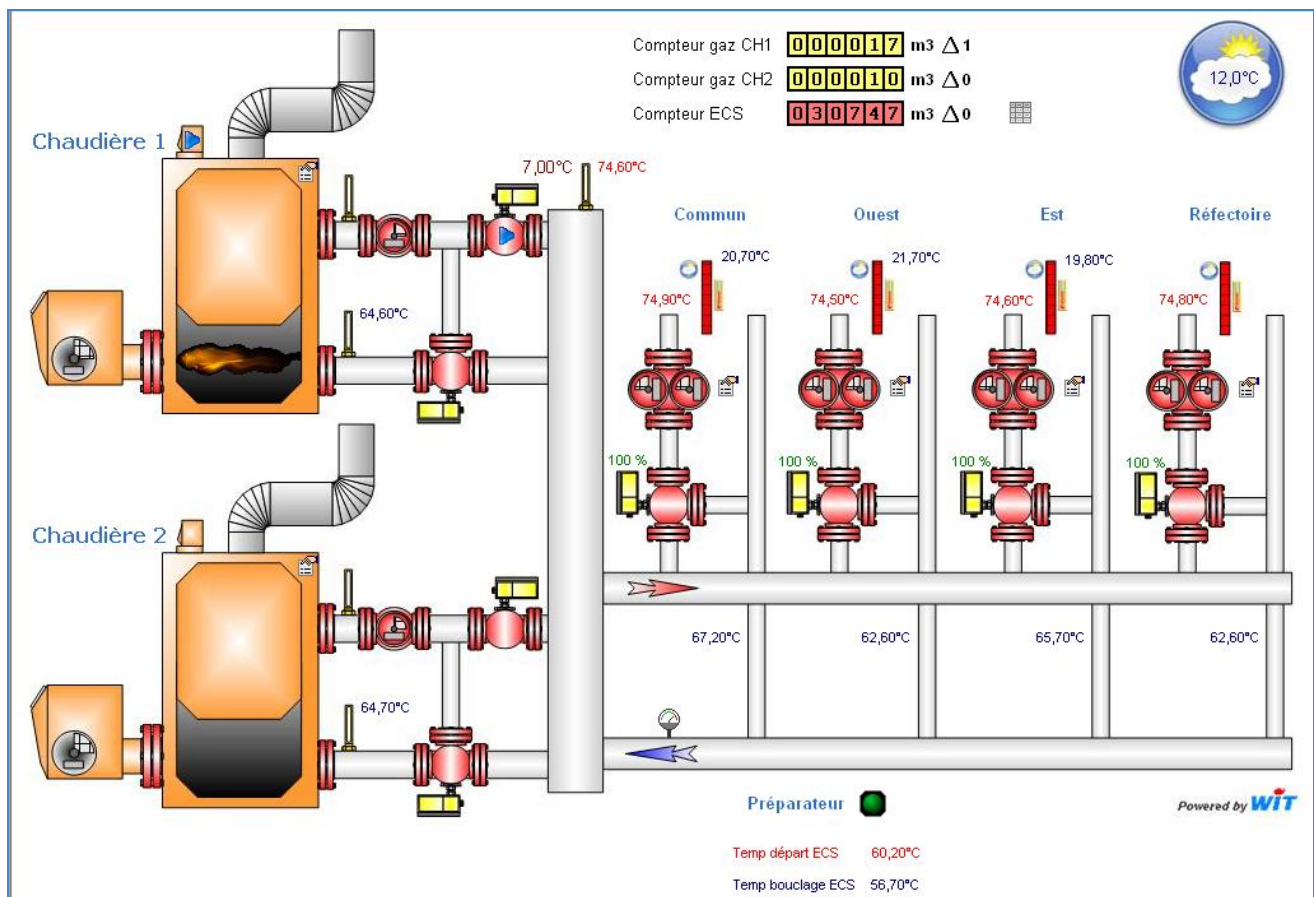 Compteur gaz CH1 000017 m3 Δ1
Compteur gaz CH2 000010 m3 Δ0
Compteur ECS 030747 m3 Δ0
12,0°C
Chaudière 1
7,00°C 74,60°C
64,60°C
Commun Ouest Est Réfectoire
20,70°C 21,70°C 19,80°C
74,90°C 74,50°C 74,60°C 74,80°C
100 % 100 % 100 % 100 %
Chaudière 2
67,20°C 62,60°C 65,70°C 62,60°C
64,70°C
Préparateur
Powered by WIT
Temp départ ECS 60,20°C
Temp bouclage ECS 56,70°C